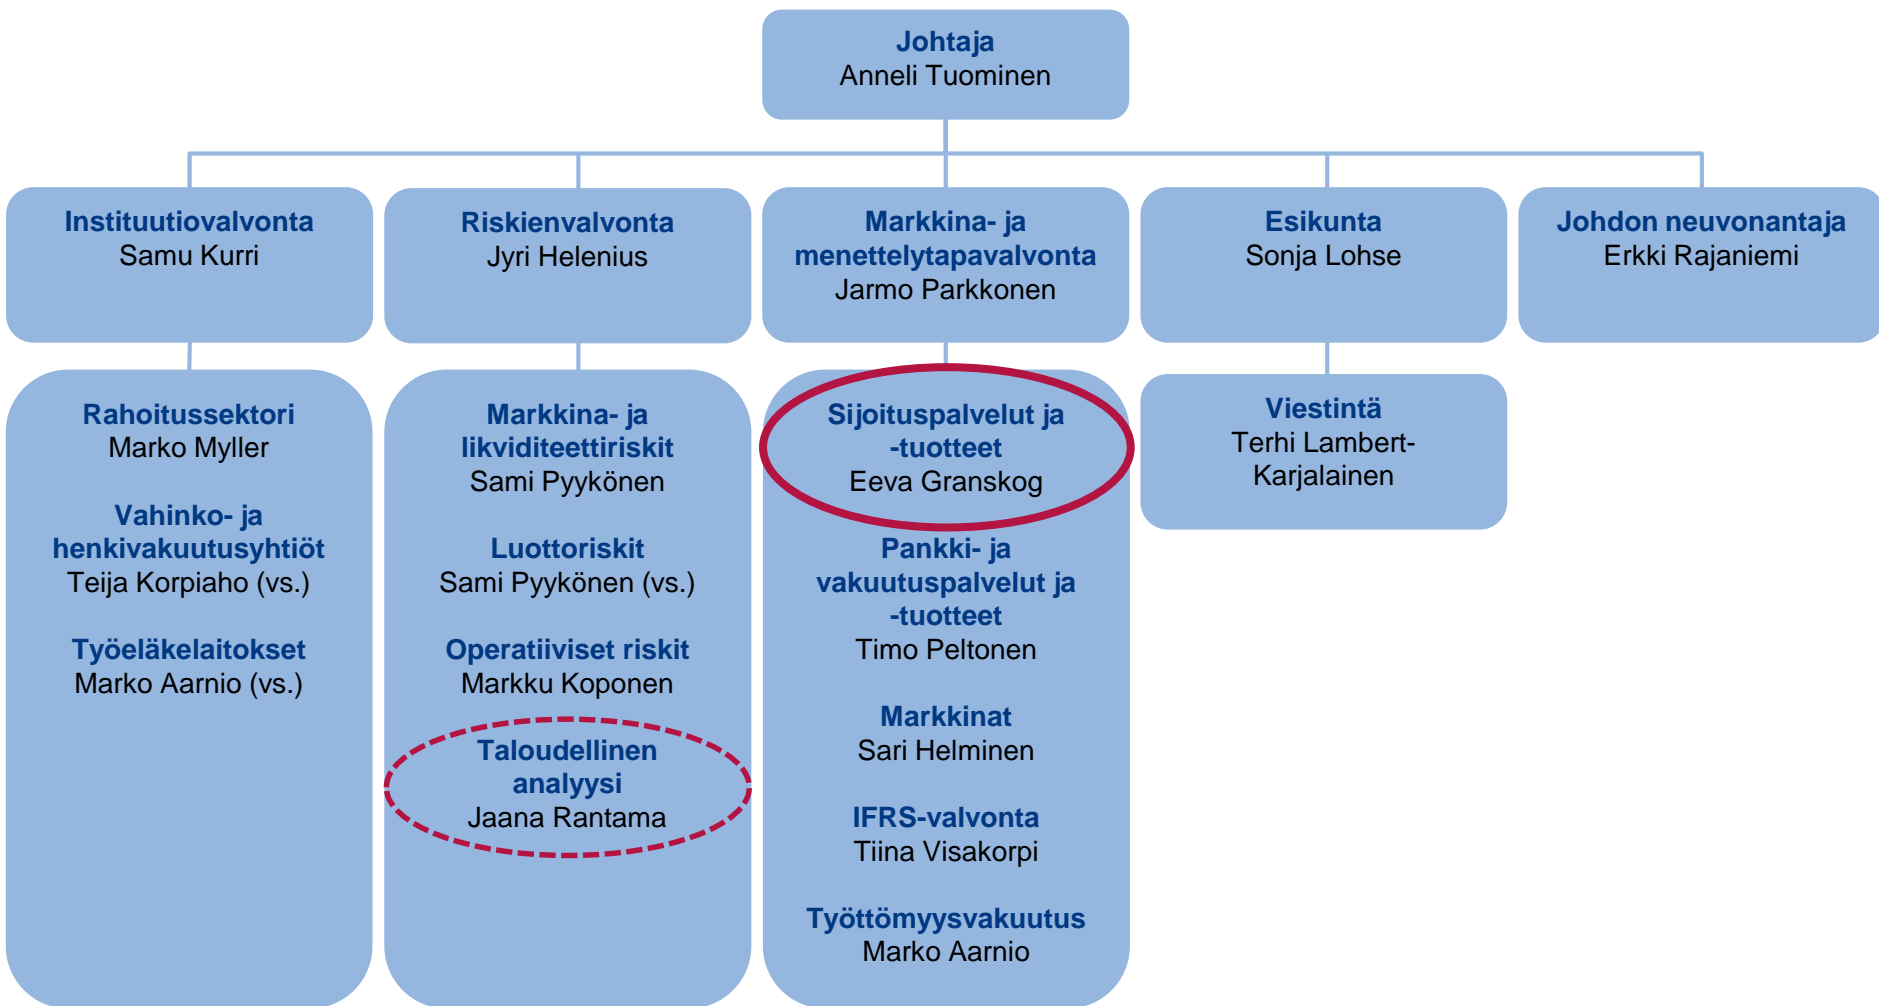 Johtaja
Anneli Tuominen
Instituutiovalvonta
Samu Kurri
Riskienvalvonta
Jyri Helenius
Markkina- ja
menettelytapavalvonta
Jarmo Parkkonen
Esikunta
Sonja Lohse
Johdon neuvonantaja
Erkki Rajaniemi
Rahoitussektori
Marko Myller
Vahinko- ja
henkivakuutusyhtiöt
Teija Korpiaho (vs.)
Työeläkelaitokset
Marko Aarnio (vs.)
Markkina- ja
likviditeettiriskit
Sami Pyykönen
Luottoriskit
Sami Pyykönen (vs.)
Operatiiviset riskit
Markku Koponen
Taloudellinen
analyysi
Jaana Rantama
Sijoituspalvelut ja
-tuotteet
Eeva Granskog
Pankki- ja
vakuutuspalvelut ja
-tuotteet
Timo Peltonen
Markkinat
Sari Helminen
IFRS-valvonta
Tiina Visakorpi
Työttömyysvakuutus
Marko Aarnio
Viestintä
Terhi Lambert-
Karjalainen